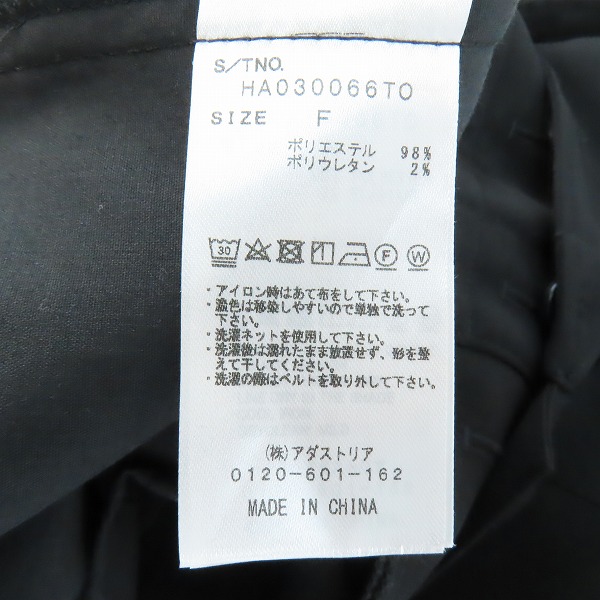 S/TNO.
HA030066TO
SIZE F
ポリエステル 98%
ポリウレタン 2%
30 F W
・アイロン時はあて布をして下さい。
・濃色は移染しやすいので単独で洗って
下さい。
・洗濯ネットを使用して下さい。
・洗濯後は濡れたまま放置せず、形を整
えて干してください。
・洗濯の際はベルトを取り外して下さい。
(株)アダストリア
0120-601-162
MADE IN CHINA